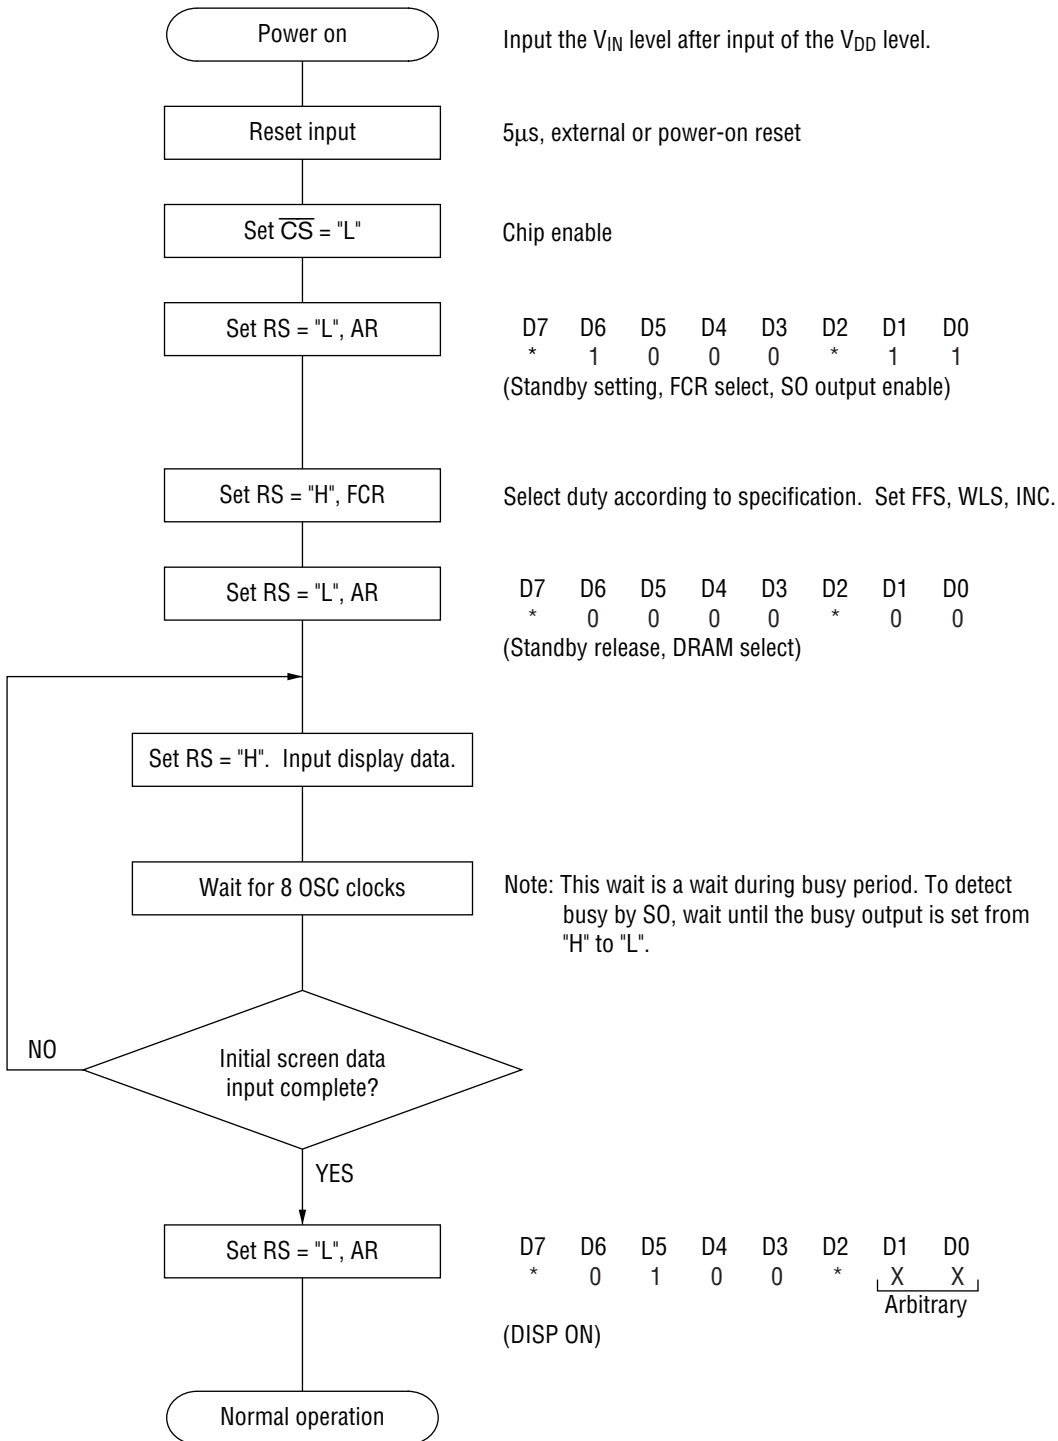 Power on
Input the VIN level after input of the VDD level.
Reset input
5μs, external or power-on reset
Set C̅S̅ = "L"
Chip enable
Set RS = "L", AR
D7 D6 D5 D4 D3 D2 D1 D0
* 1 0 0 0 * 1 1
(Standby setting, FCR select, SO output enable)
Set RS = "H", FCR
Select duty according to specification. Set FFS, WLS, INC.
Set RS = "L", AR
D7 D6 D5 D4 D3 D2 D1 D0
* 0 0 0 0 * 0 0
(Standby release, DRAM select)
Set RS = "H". Input display data.
Wait for 8 OSC clocks
Note: This wait is a wait during busy period. To detect
busy by SO, wait until the busy output is set from
"H" to "L".
NO
Initial screen data
input complete?
YES
Set RS = "L", AR
D7 D6 D5 D4 D3 D2 D1 D0
* 0 1 0 0 * X X
Arbitrary
(DISP ON)
Normal operation